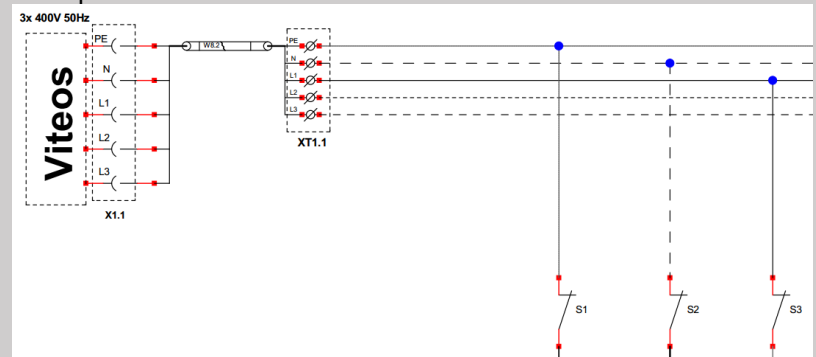 3x 400V 50Hz
Viteos
PE
N
L1
L2
L3
X1.1
W8.2
PE
N
L1
L2
L3
XT1.1
S1
S2
S3